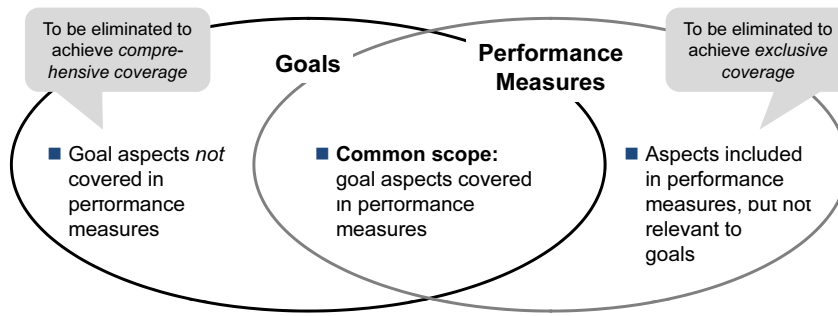 To be eliminated to
achieve compre-
hensive coverage
Goals
Performance
Measures
To be eliminated to
achieve exclusive
coverage
Goal aspects not
covered in
performance
measures
Common scope:
goal aspects covered
in performance
measures
Aspects included
in performance
measures, but not
relevant to
goals